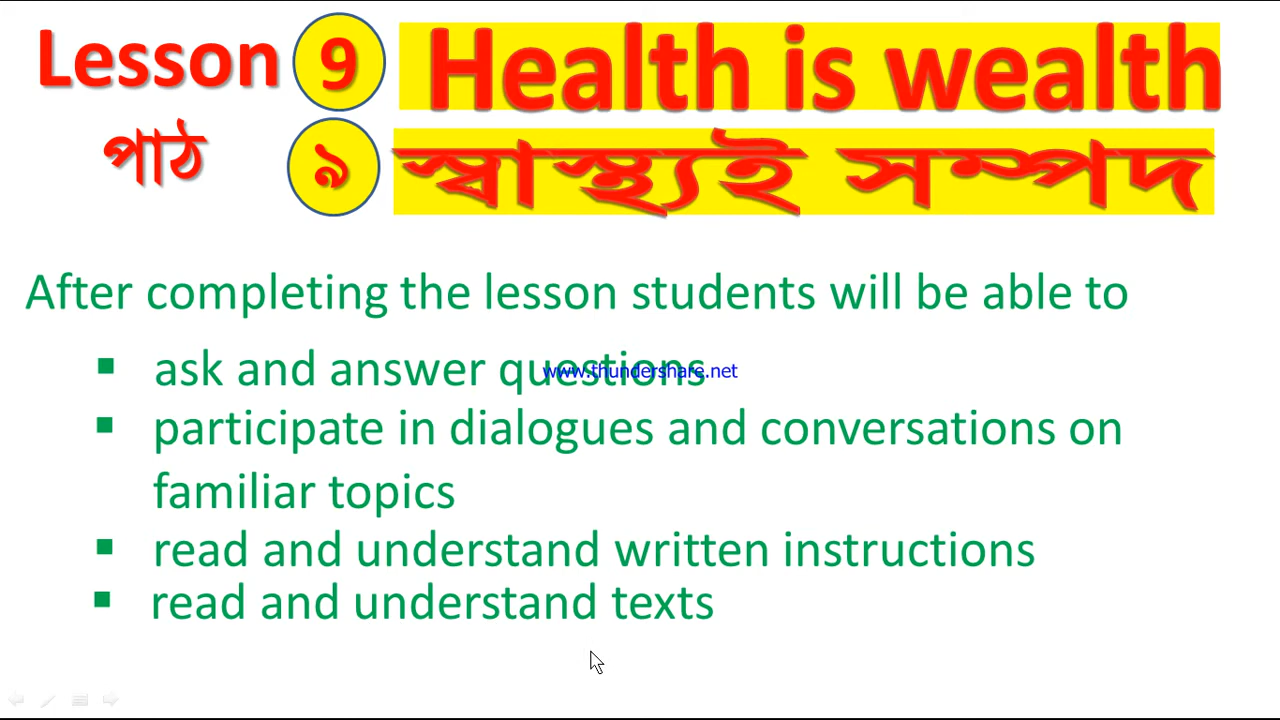 Lesson 9 Health is wealth
পাঠ ৯ স্বাস্থ্যই সম্পদ
After completing the lesson students will be able to
▪ ask and answer questions
www.thundershare.net
▪ participate in dialogues and conversations on
familiar topics
▪ read and understand written instructions
▪ read and understand texts